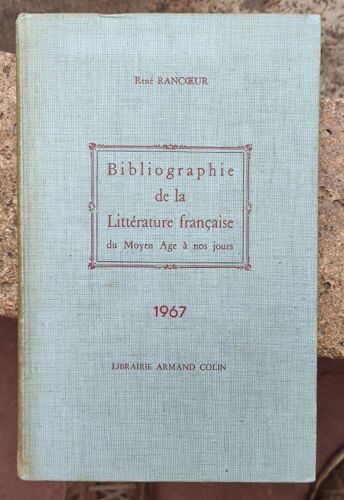 René RANCŒUR
Bibliographie
de la
Littérature française
du Moyen Age à nos jours
1967
LIBRAIRIE ARMAND COLIN